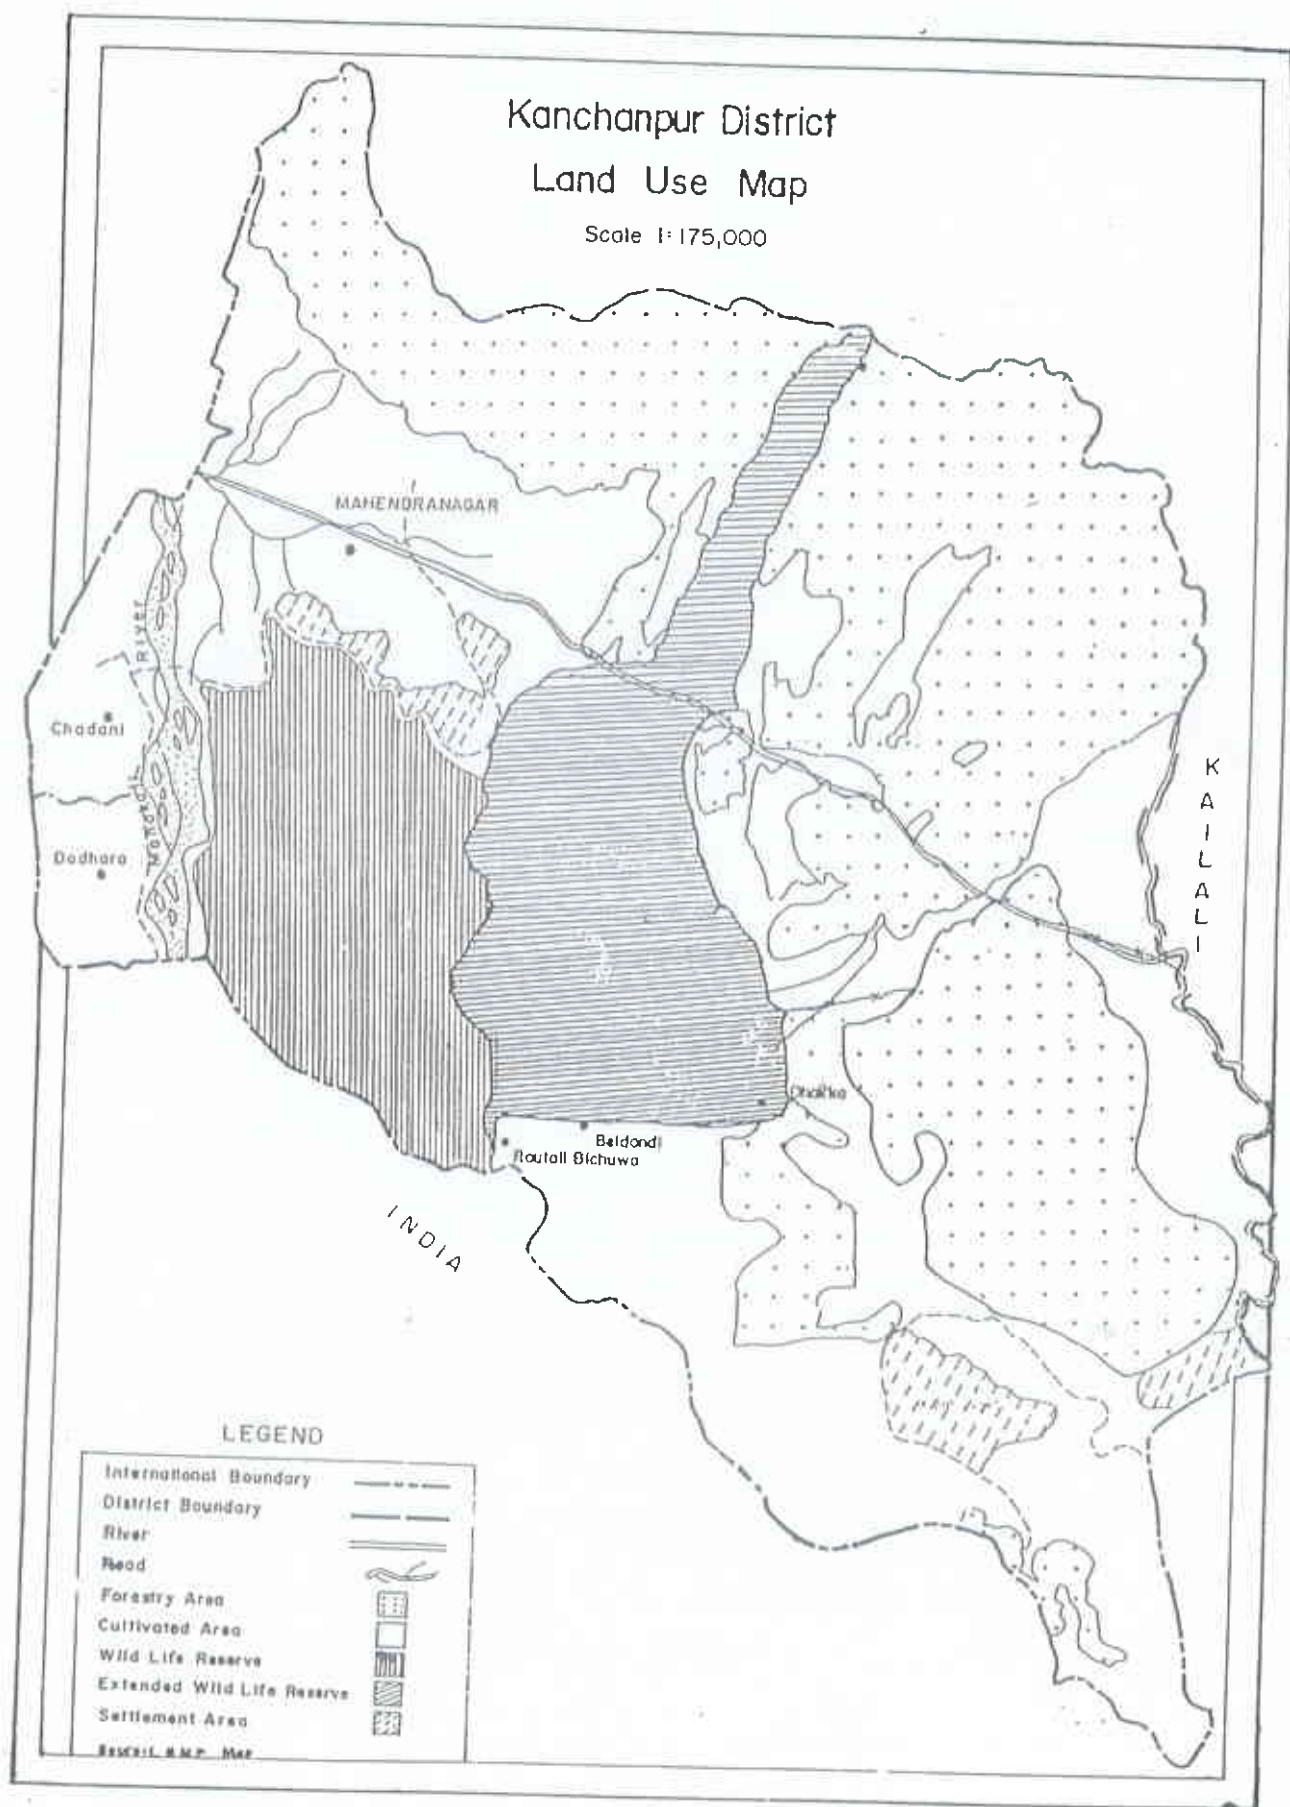 Kanchanpur District
Land Use Map
Scale 1:175,000
MAHENDRANAGAR
River
Chadani
Dodhara
KAILALI
Beldandi
Rautali Bichuwa
INDIA
LEGEND
International Boundary
District Boundary
River
Road
Forestry Area
Cultivated Area
Wild Life Reserve
Extended Wild Life Reserve
Settlement Area
Map